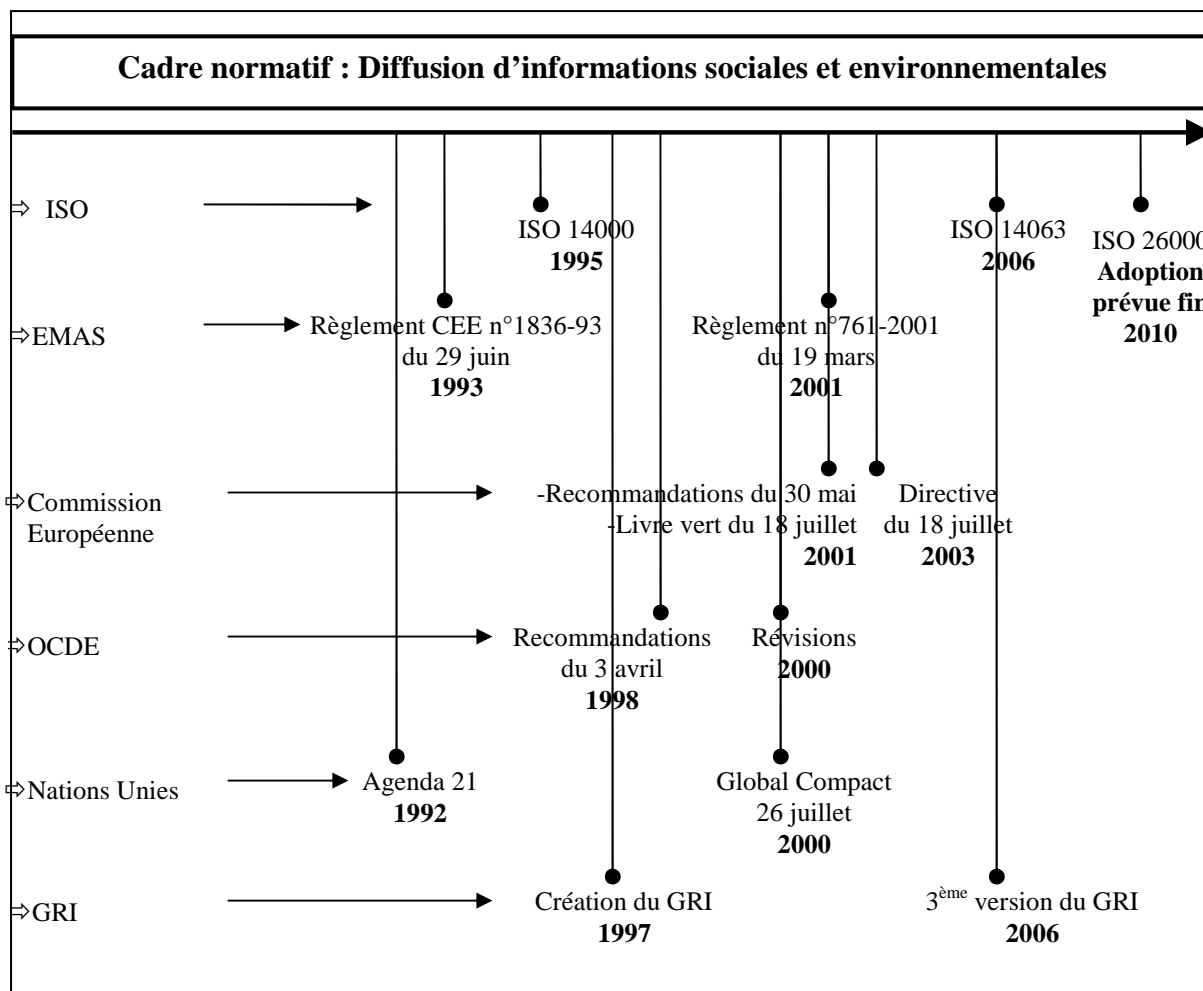 Cadre normatif : Diffusion d'informations sociales et environnementales
ISO
ISO 14000
1995
ISO 14063
2006
ISO 26000
Adoption
prévue fin
2010
EMAS
Règlement CEE n°1836-93
du 29 juin
1993
Règlement n°761-2001
du 19 mars
2001
Commission
Européenne
-Recommandations du 30 mai
-Livre vert du 18 juillet
2001
Directive
du 18 juillet
2003
OCDE
Recommandations
du 3 avril
1998
Révisions
2000
Nations Unies
Agenda 21
1992
Global Compact
26 juillet
2000
GRI
Création du GRI
1997
3ème version du GRI
2006